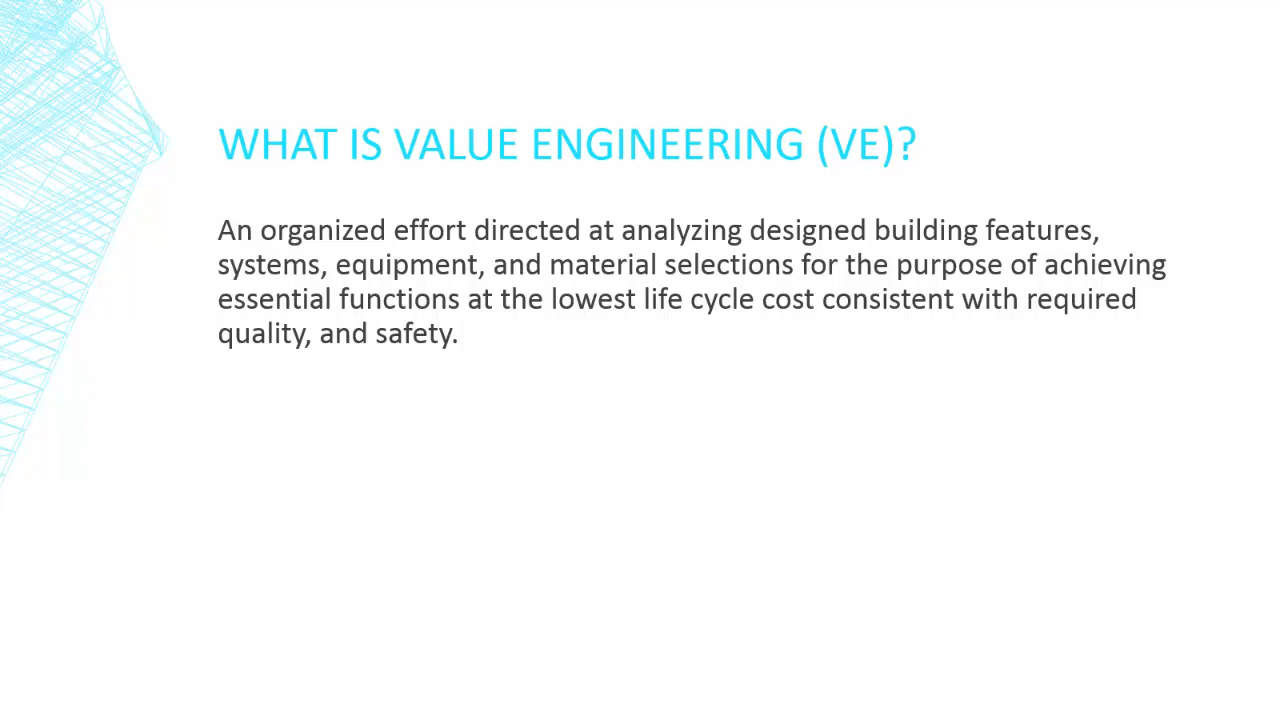 WHAT IS VALUE ENGINEERING (VE)?
An organized effort directed at analyzing designed building features,
systems, equipment, and material selections for the purpose of achieving
essential functions at the lowest life cycle cost consistent with required
quality, and safety.